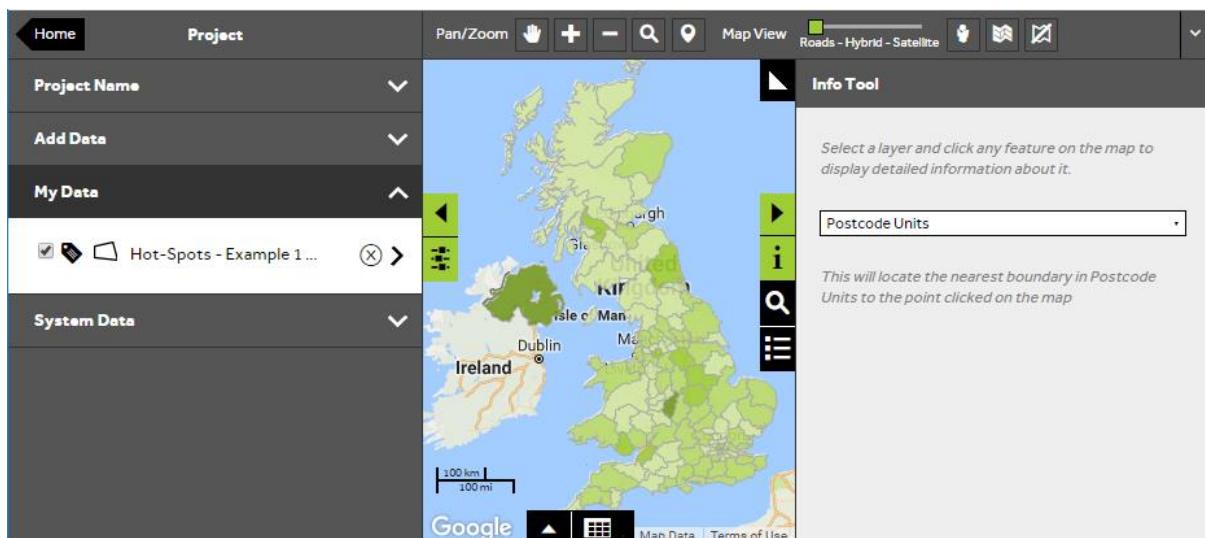 Home
Project
Pan/Zoom
Map View
Roads - Hybrid - Satellite
Project Name
Info Tool
Add Data
Select a layer and click any feature on the map to
display detailed information about it.
My Data
Postcode Units
Hot-Spots - Example 1 ...
This will locate the nearest boundary in Postcode
Units to the point clicked on the map
System Data
United
Isle of Man
Dublin
Ireland
100 km
100 mi
Google
Map Data
Terms of Use